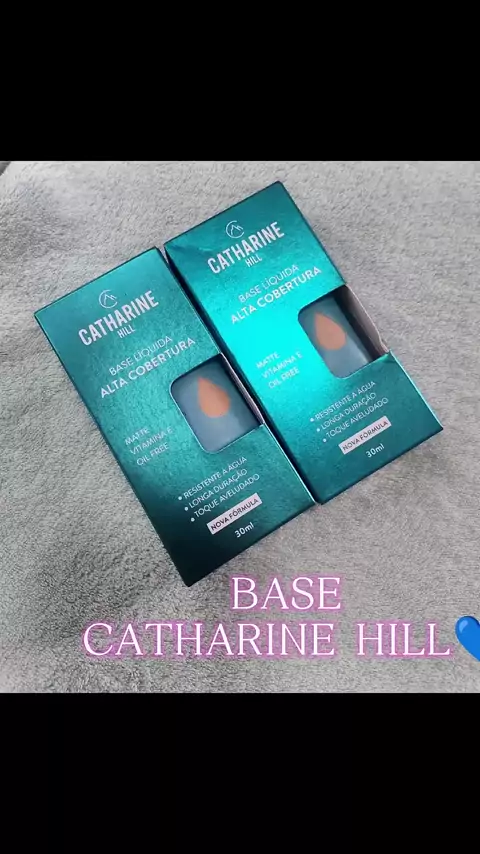 CATHARINE
HILL
BASE LÍQUIDA
ALTA COBERTURA
MATTE
VITAMINA E
OIL FREE
• RESISTENTE À ÁGUA
• LONGA DURAÇÃO
• TOQUE AVELUDADO
NOVA FÓRMULA
30ml
CATHARINE
HILL
BASE LÍQUIDA
ALTA COBERTURA
MATTE
VITAMINA E
OIL FREE
• RESISTENTE À ÁGUA
• LONGA DURAÇÃO
• TOQUE AVELUDADO
NOVA FÓRMULA
30ml
BASE
CATHARINE HILL💙